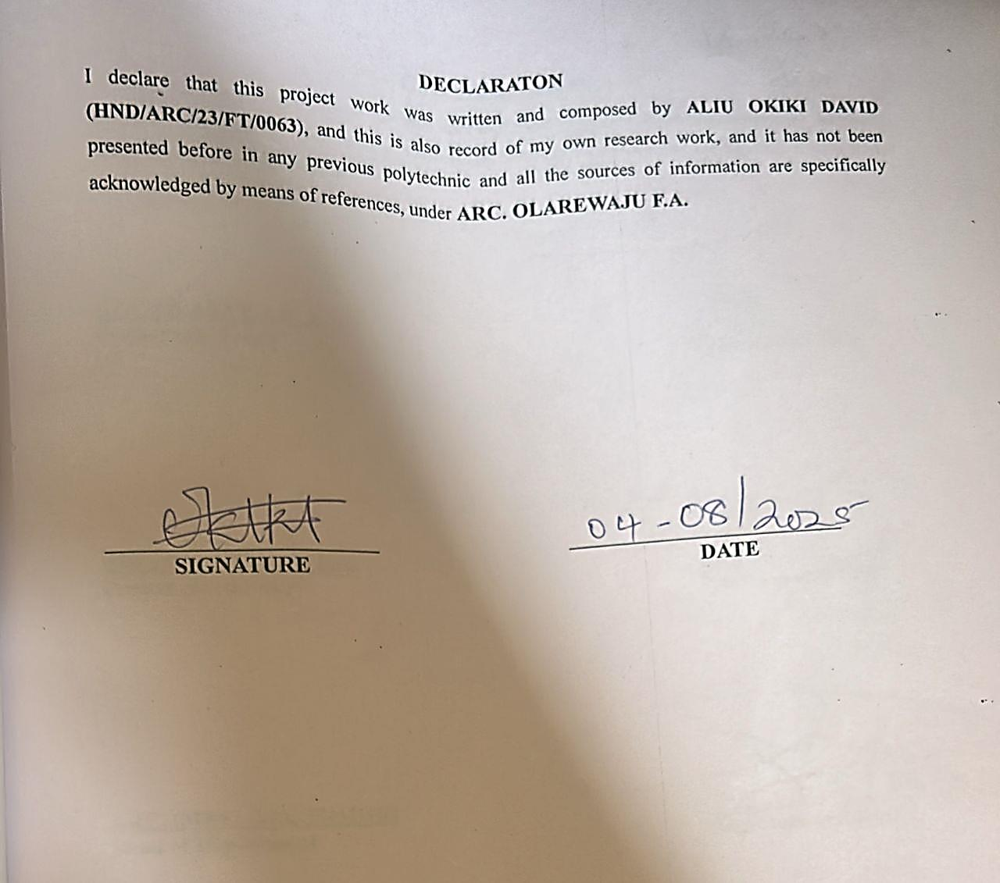 DECLARATON
I declare that this project work was written and composed by ALIU OKIKI DAVID
(HND/ARC/23/FT/0063), and this is also record of my own research work, and it has not been
presented before in any previous polytechnic and all the sources of information are specifically
acknowledged by means of references, under ARC. OLAREWAJU F.A.
04-08/2025
SIGNATURE
DATE